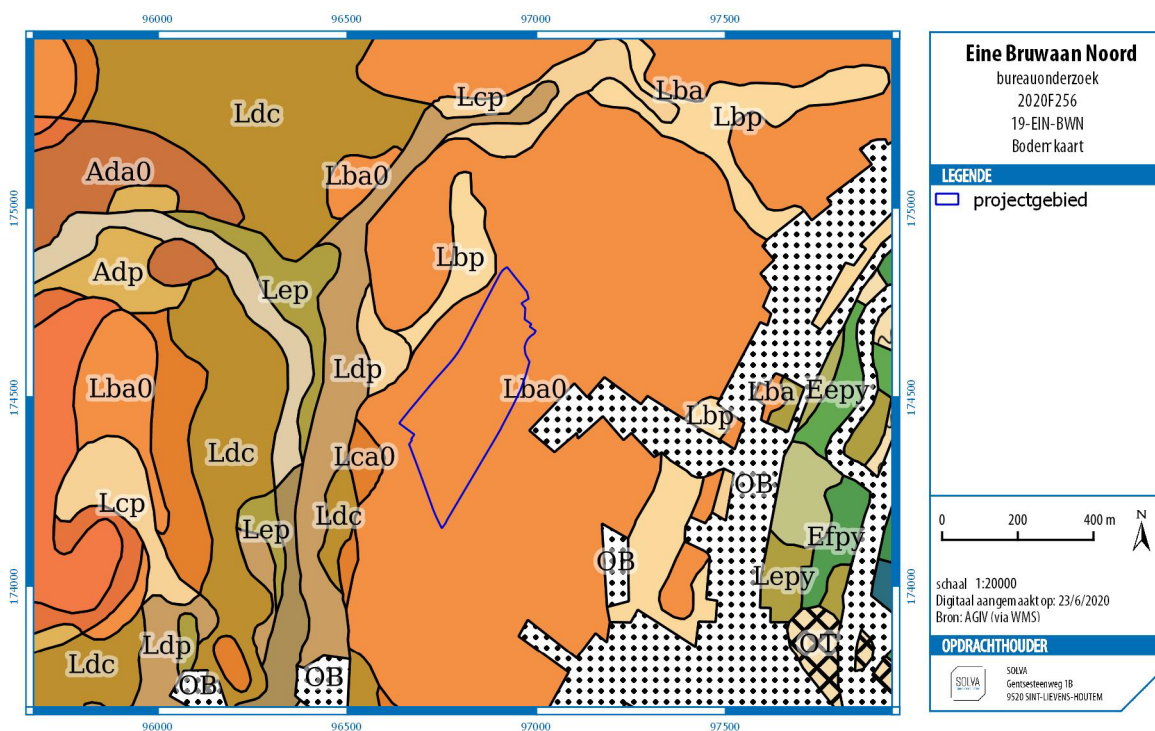 96000 96500 97000 97500
175000
174500
174000
175000
174500
174000
Lcp
Lba
Lbp
Ldc
Ada0
Lba0
Adp
Lbp
Lep
Ldp
Lba0
Lba0
Lba
Eepy
Lbp
Ldc
Lca0
Lcp
Lep
Ldc
OB
Efpy
OB
Lepy
Ldp
OT
Ldc
OB
OB
96000 96500 97000 97500
Eine Bruwaan Noord
bureauonderzoek
2020F256
19-EIN-BWN
Bodemkaart
LEGENDE
projectgebied
0 200 400 m
N
schaal 1:20000
Digitaal aangemaakt op: 23/6/2020
Bron: AGIV (via WMS)
OPDRACHTHOUDER
SOLVA
SOLVA
Gentsesteenweg 1B
9520 SINT-LIEVENS-HOUTEM